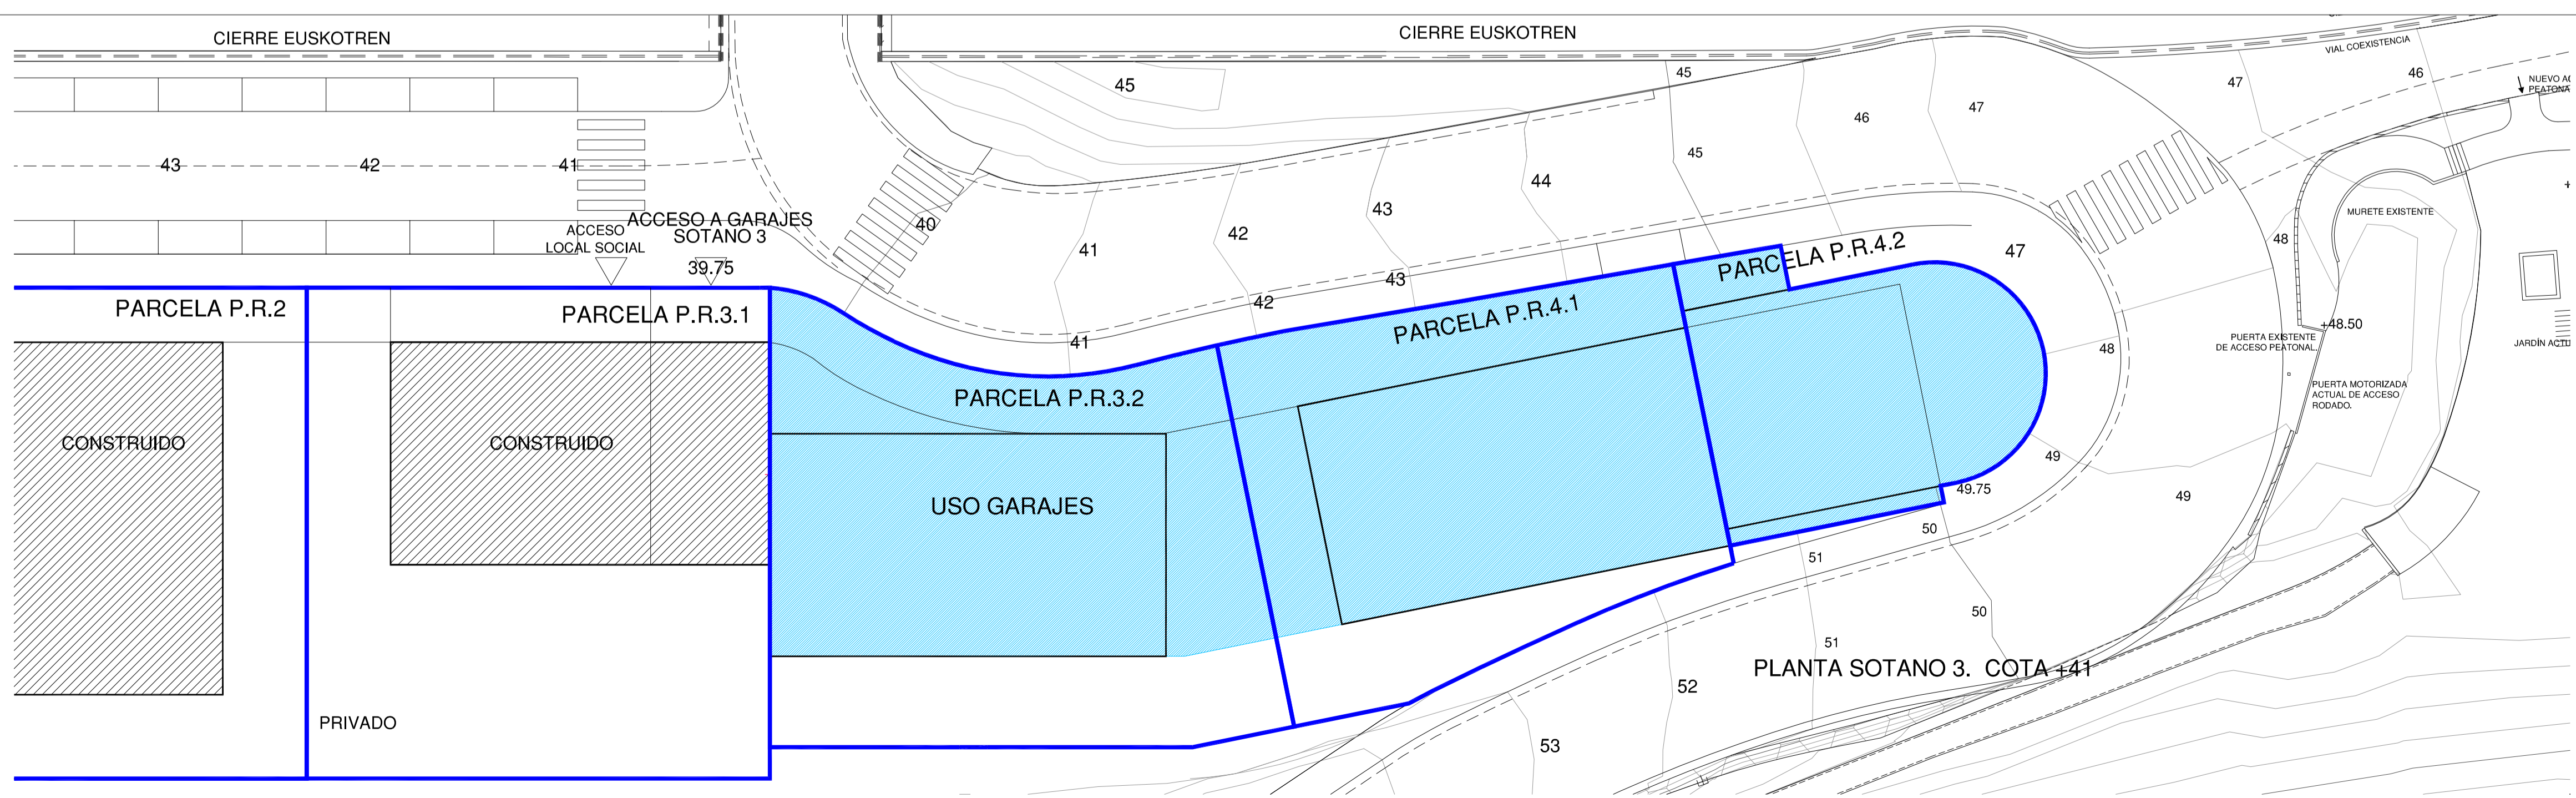 CIERRE EUSKOTREN
CIERRE EUSKOTREN
VIAL COEXISTENCIA
45
45
47
46
NUEVO
47
46
45
43
42
41
44
43
42
41
40
ACCESO A GARAJES
SOTANO 3
39.75
ACCESO
LOCAL SOCIAL
MURETE EXISTENTE
48
47
PARCELA P.R.4.2
43
42
41
PARCELA P.R.2
PARCELA P.R.3.1
PARCELA P.R.4.1
+48.50
PUERTA EXISTENTE
DE ACCESO PEATONAL.
48
JARDÍN
PUERTA MOTORIZADA
ACTUAL DE ACCESO
RODADO.
PARCELA P.R.3.2
CONSTRUIDO
CONSTRUIDO
49
49.75
49
USO GARAJES
50
51
50
51
PLANTA SOTANO 3. COTA +41
52
PRIVADO
53